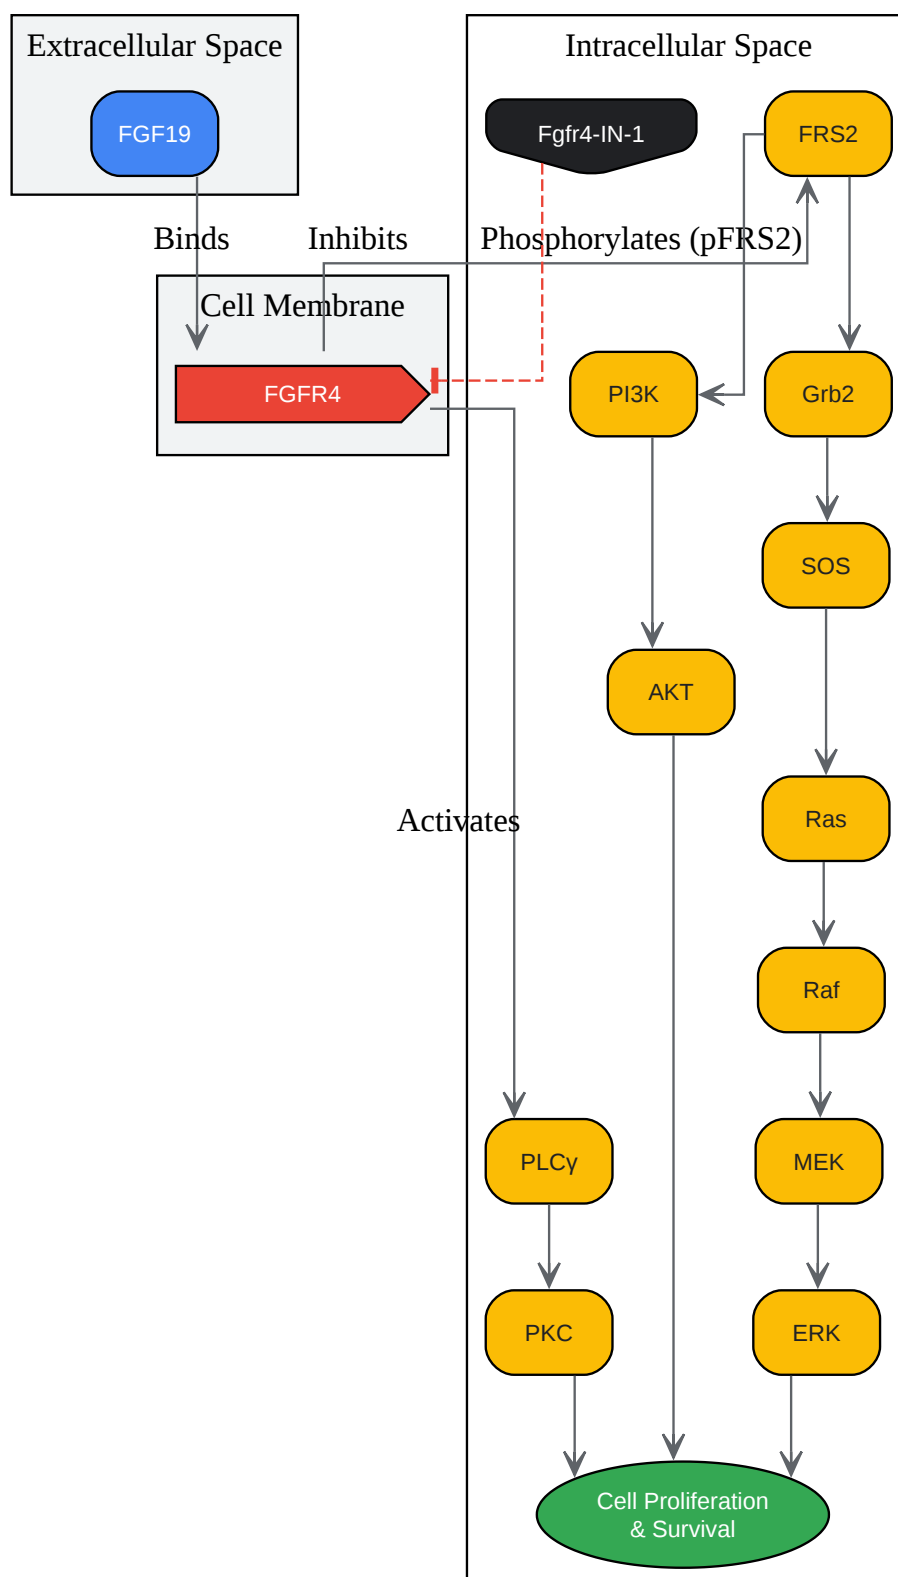 Extracellular Space
Intracellular Space
FGF19
Fgfr4-IN-1
FRS2
Binds
Inhibits
Phosphorylates (pFRS2)
Cell Membrane
FGFR4
PI3K
Grb2
SOS
AKT
Activates
Ras
Raf
PLCγ
MEK
PKC
ERK
Cell Proliferation
& Survival